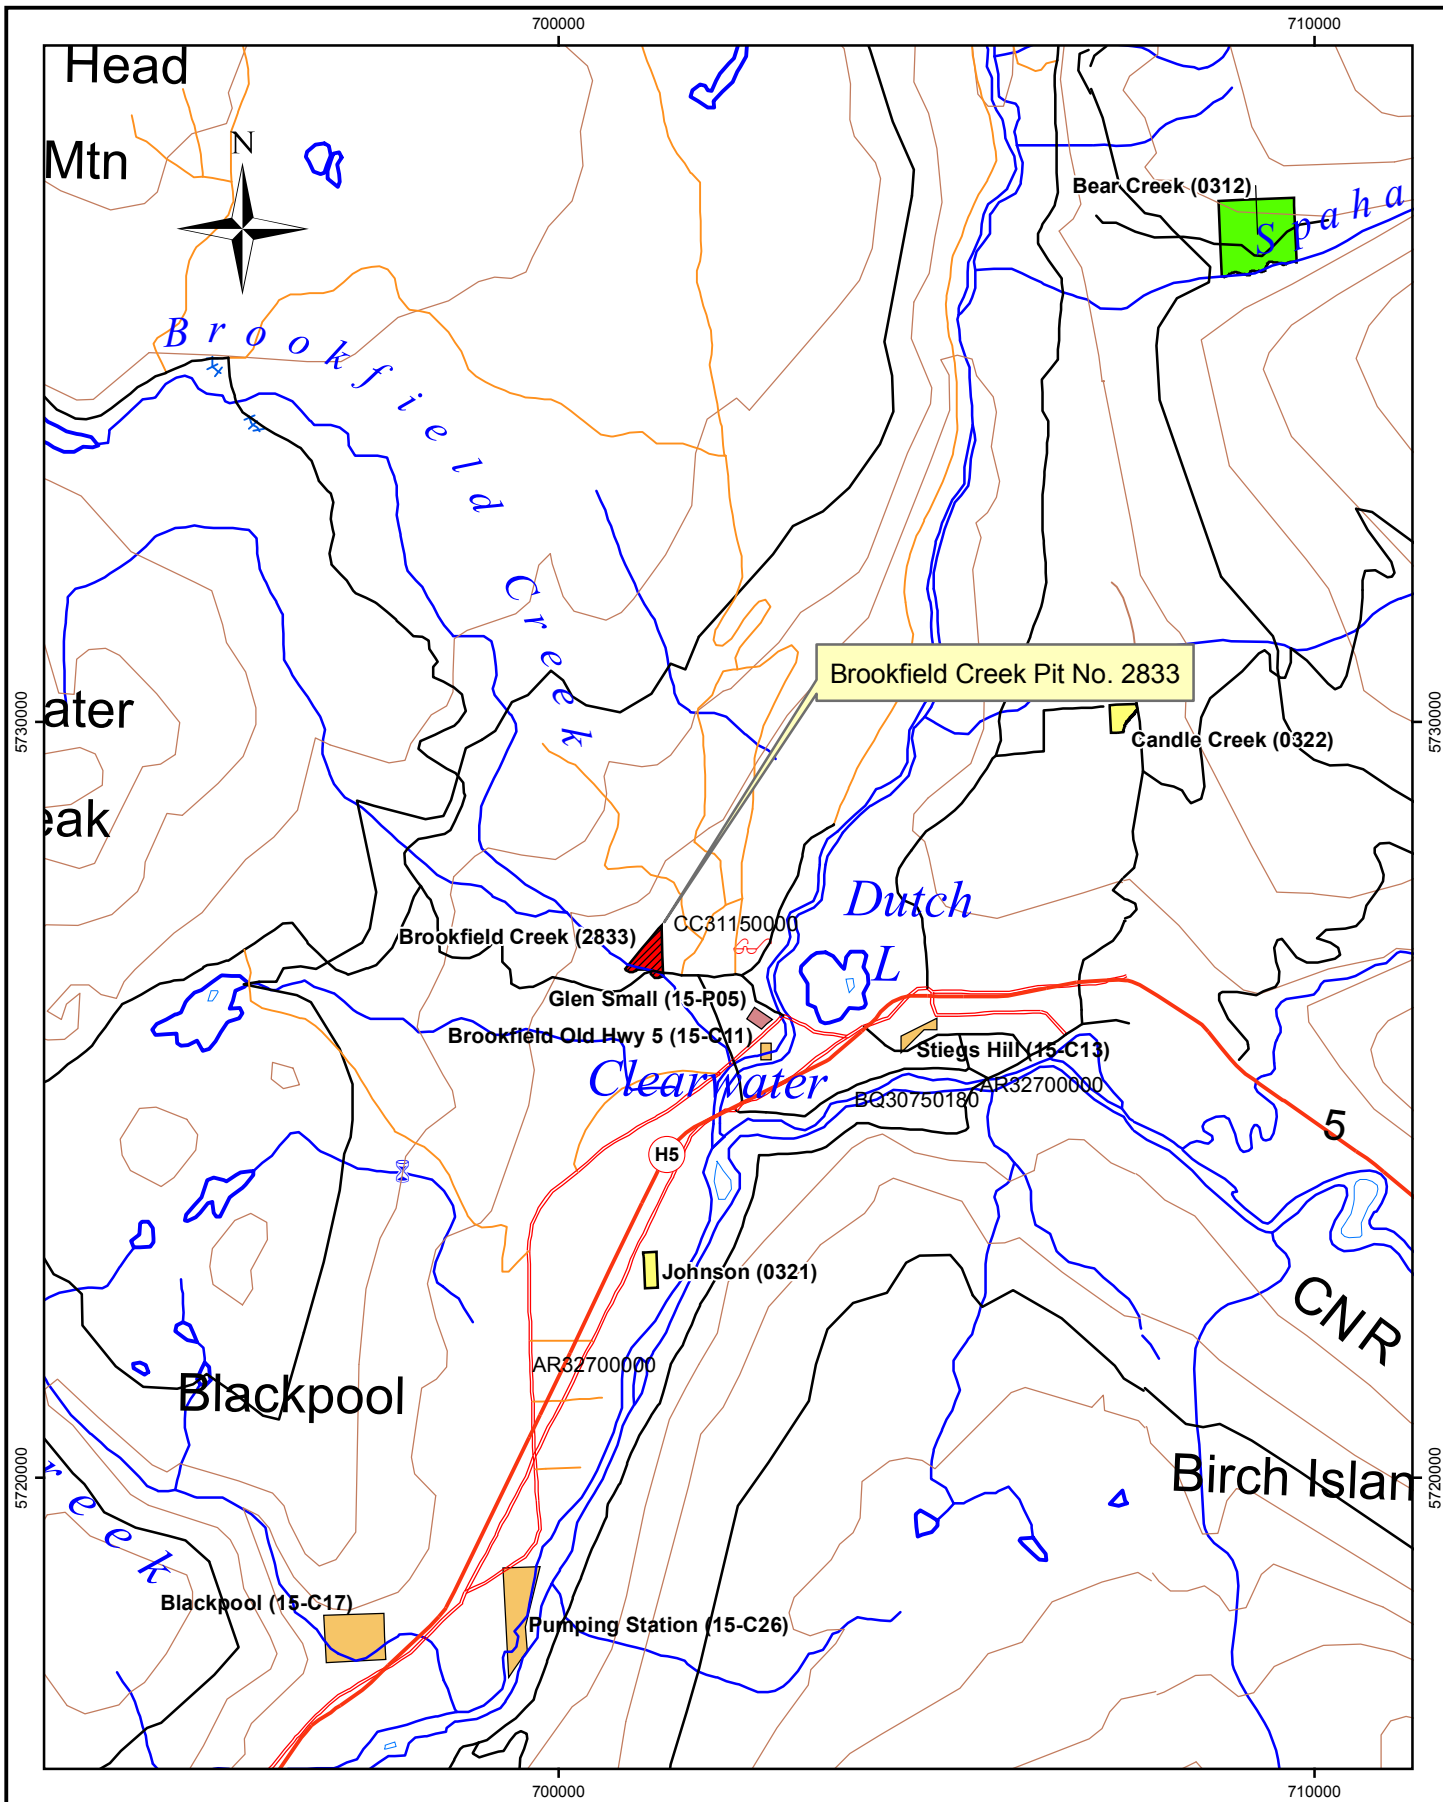 700000
710000
Head
Mtn
N
Bear Creek (0312)
Spaha
Brookfield Creek
Brookfield Creek Pit No. 2833
5730000
5730000
ater
Candle Creek (0322)
eak
Dutch
L
CC31150000
Brookfield Creek (2833)
Glen Small (15-P05)
Brookfield Old Hwy 5 (15-C11)
Stiegs Hill (15-C13)
Clearwater
AR32700000
BQ30750180
5
H5
Johnson (0321)
CNR
AR32700000
Blackpool
5720000
5720000
Birch Islan
reek
Blackpool (15-C17)
Pumping Station (15-C26)
700000
710000